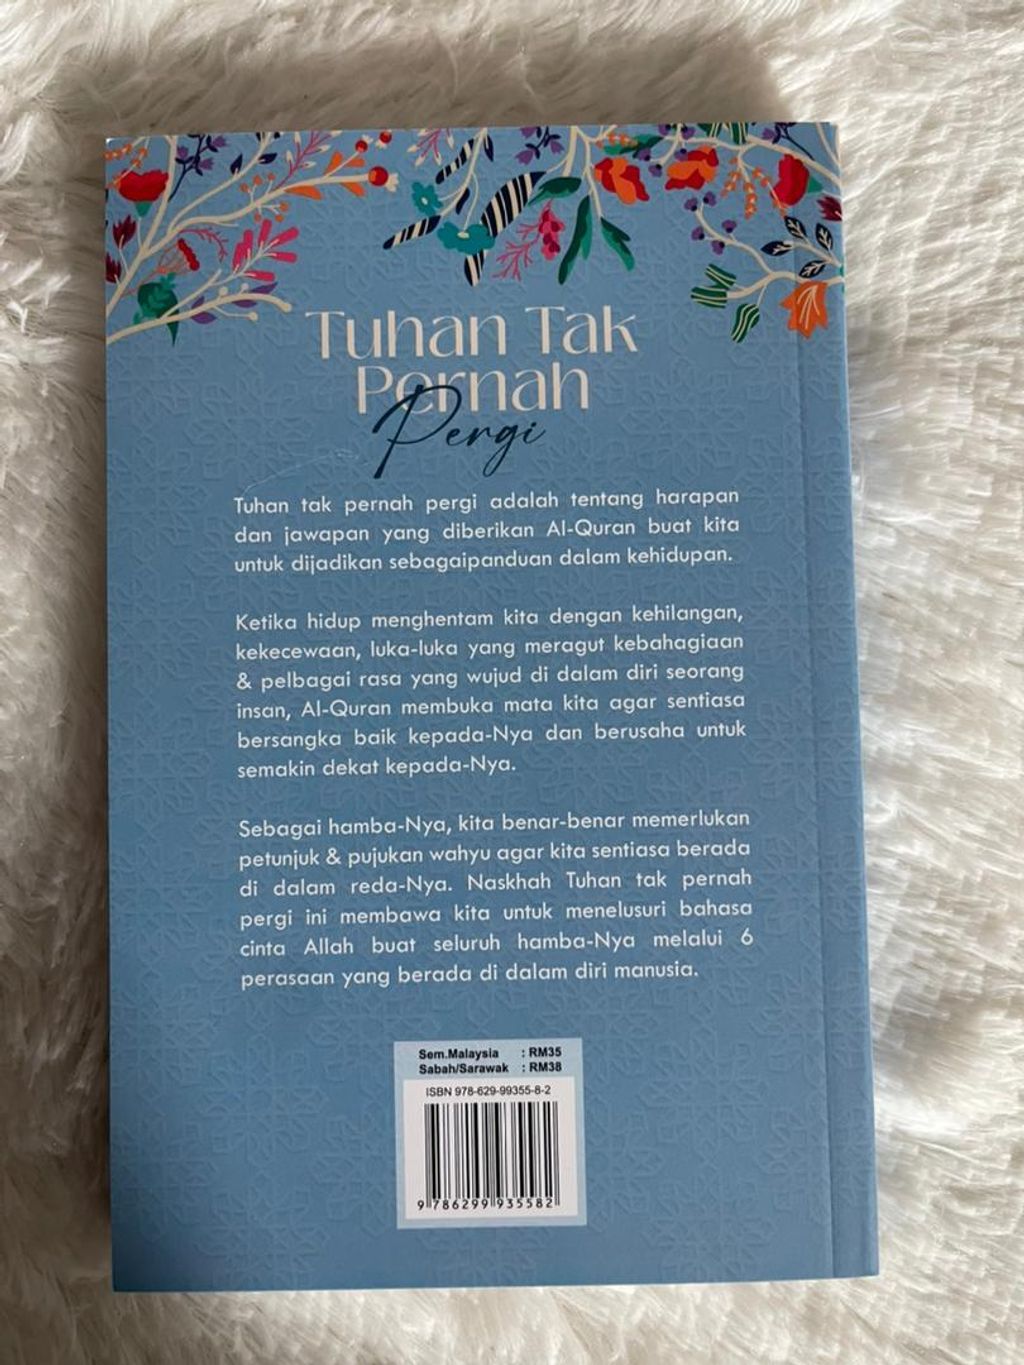 Tuhan Tak
Pernah
Pergi
Tuhan tak pernah pergi adalah tentang harapan
dan jawapan yang diberikan Al-Quran buat kita
untuk dijadikan sebagaipanduan dalam kehidupan.
Ketika hidup menghentam kita dengan kehilangan,
kekecewaan, luka-luka yang meragut kebahagiaan
& pelbagai rasa yang wujud di dalam diri seorang
insan, Al-Quran membuka mata kita agar sentiasa
bersangka baik kepada-Nya dan berusaha untuk
semakin dekat kepada-Nya.
Sebagai hamba-Nya, kita benar-benar memerlukan
petunjuk & pujukan wahyu agar kita sentiasa berada
di dalam reda-Nya. Naskhah Tuhan tak pernah
pergi ini membawa kita untuk menelusuri bahasa
cinta Allah buat seluruh hamba-Nya melalui 6
perasaan yang berada di dalam diri manusia.
Sem.Malaysia : RM35
Sabah/Sarawak : RM38
ISBN 978-629-99355-8-2
9 786299 935582